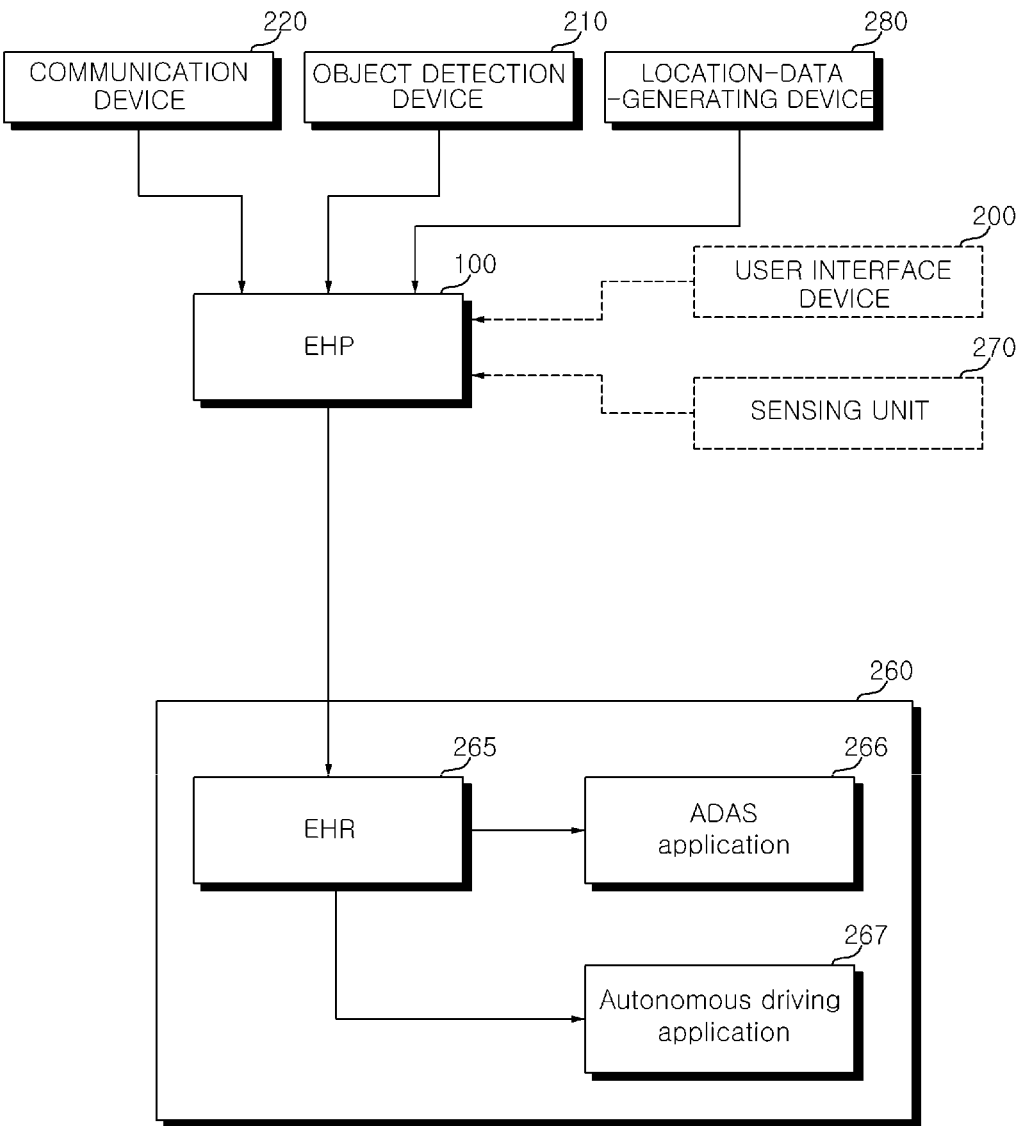 220
COMMUNICATION
DEVICE
210
OBJECT DETECTION
DEVICE
280
LOCATION-DATA
-GENERATING DEVICE
200
USER INTERFACE
DEVICE
100
EHP
270
SENSING UNIT
260
265
EHR
266
ADAS
application
267
Autonomous driving
application